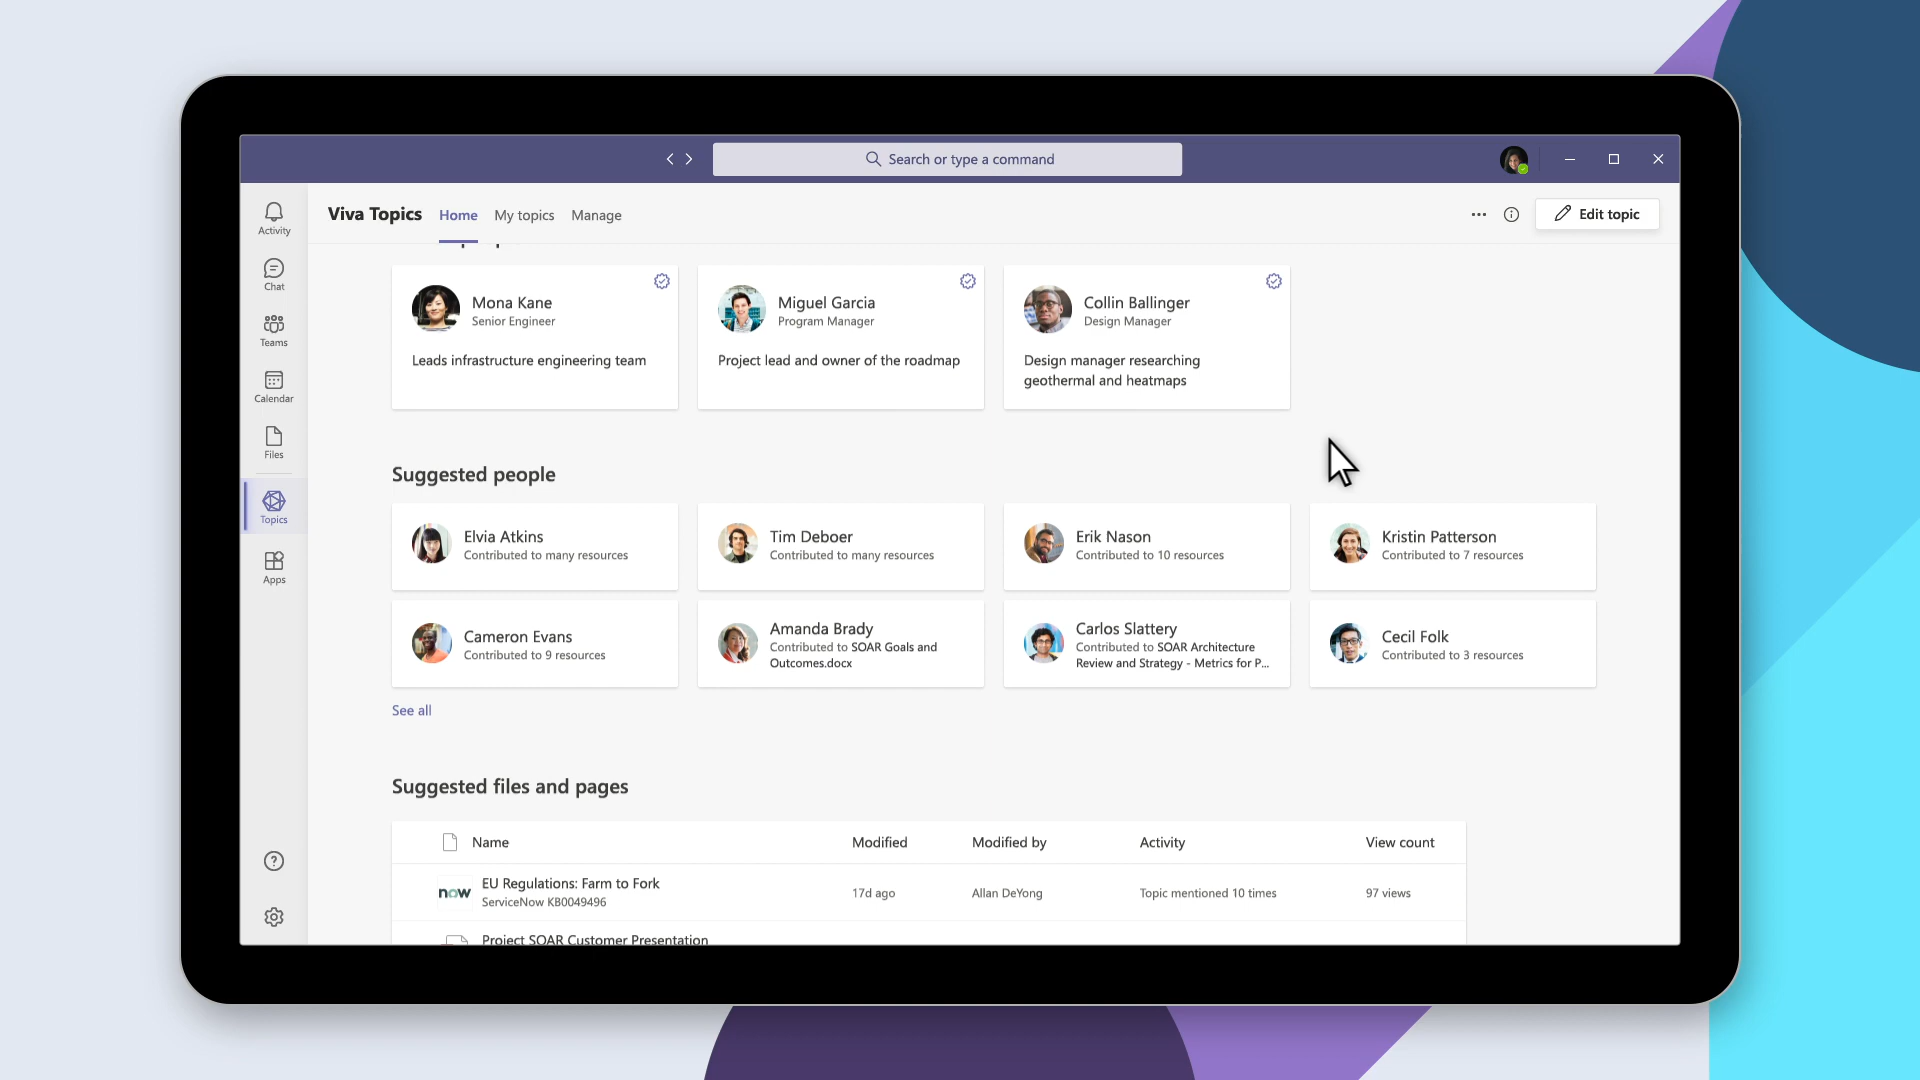 Search or type a command
Activity
Chat
Teams
Calendar
Files
Topics
Apps
Viva Topics
Home
My topics
Manage
Edit topic
Mona Kane
Senior Engineer
Leads infrastructure engineering team
Miguel Garcia
Program Manager
Project lead and owner of the roadmap
Collin Ballinger
Design Manager
Design manager researching
geothermal and heatmaps
Suggested people
Elvia Atkins
Contributed to many resources
Tim Deboer
Contributed to many resources
Erik Nason
Contributed to 10 resources
Kristin Patterson
Contributed to 7 resources
Cameron Evans
Contributed to 9 resources
Amanda Brady
Contributed to SOAR Goals and
Outcomes.docx
Carlos Slattery
Contributed to SOAR Architecture
Review and Strategy - Metrics for P...
Cecil Folk
Contributed to 3 resources
See all
Suggested files and pages
Name
Modified
Modified by
Activity
View count
now
EU Regulations: Farm to Fork
ServiceNow KB0049496
17d ago
Allan DeYong
Topic mentioned 10 times
97 views
Project SOAR Customer Presentation